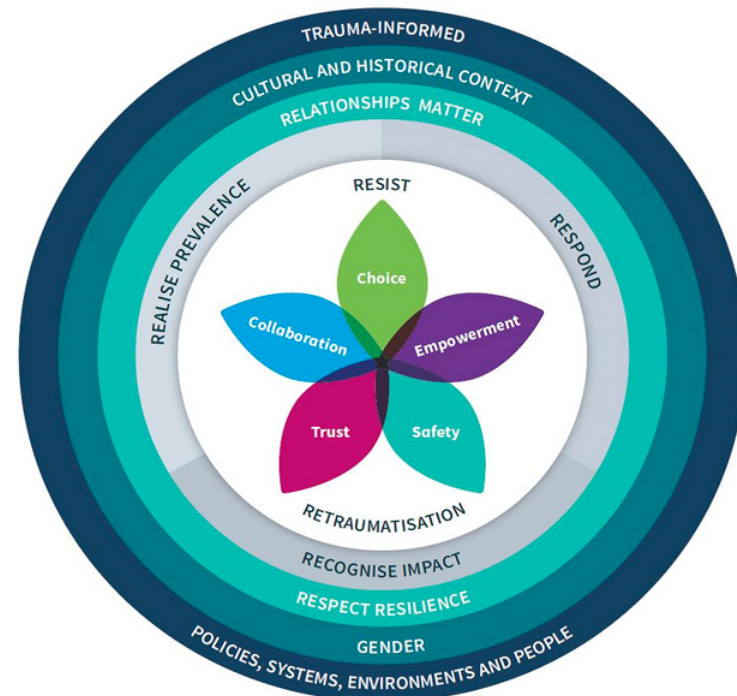 TRAUMA-INFORMED
CULTURAL AND HISTORICAL CONTEXT
RELATIONSHIPS MATTER
REALISE PREVALENCE
RESPOND
RESIST
Choice
Collaboration
Empowerment
Trust
Safety
RETRAUMATISATION
RECOGNISE IMPACT
RESPECT RESILIENCE
GENDER
POLICIES, SYSTEMS, ENVIRONMENTS AND PEOPLE